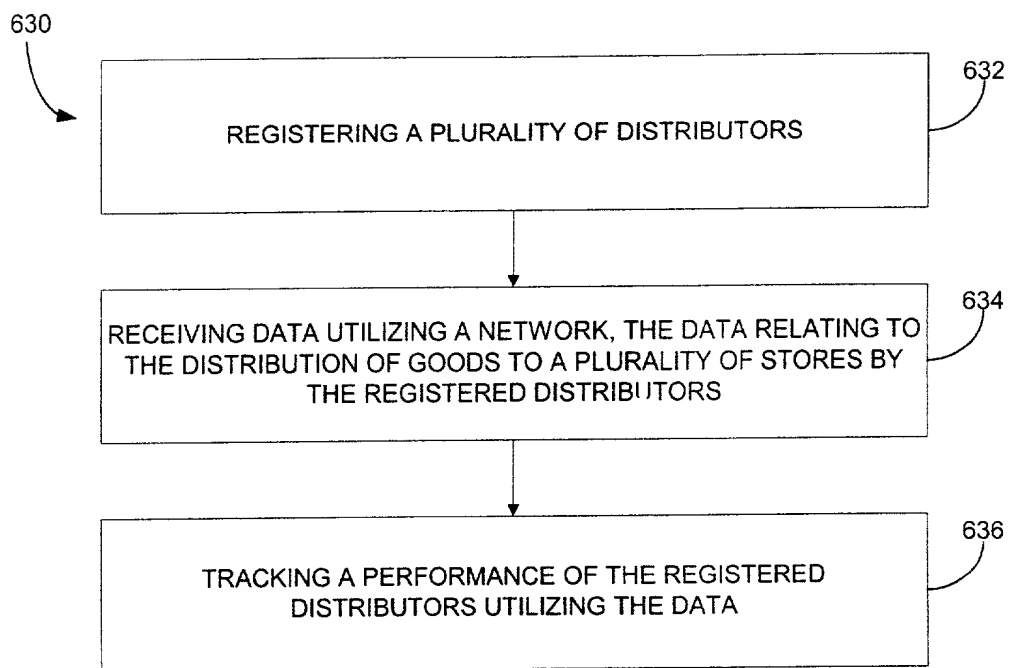 630
632
REGISTERING A PLURALITY OF DISTRIBUTORS
634
RECEIVING DATA UTILIZING A NETWORK, THE DATA RELATING TO
THE DISTRIBUTION OF GOODS TO A PLURALITY OF STORES BY
THE REGISTERED DISTRIBUTORS
636
TRACKING A PERFORMANCE OF THE REGISTERED
DISTRIBUTORS UTILIZING THE DATA